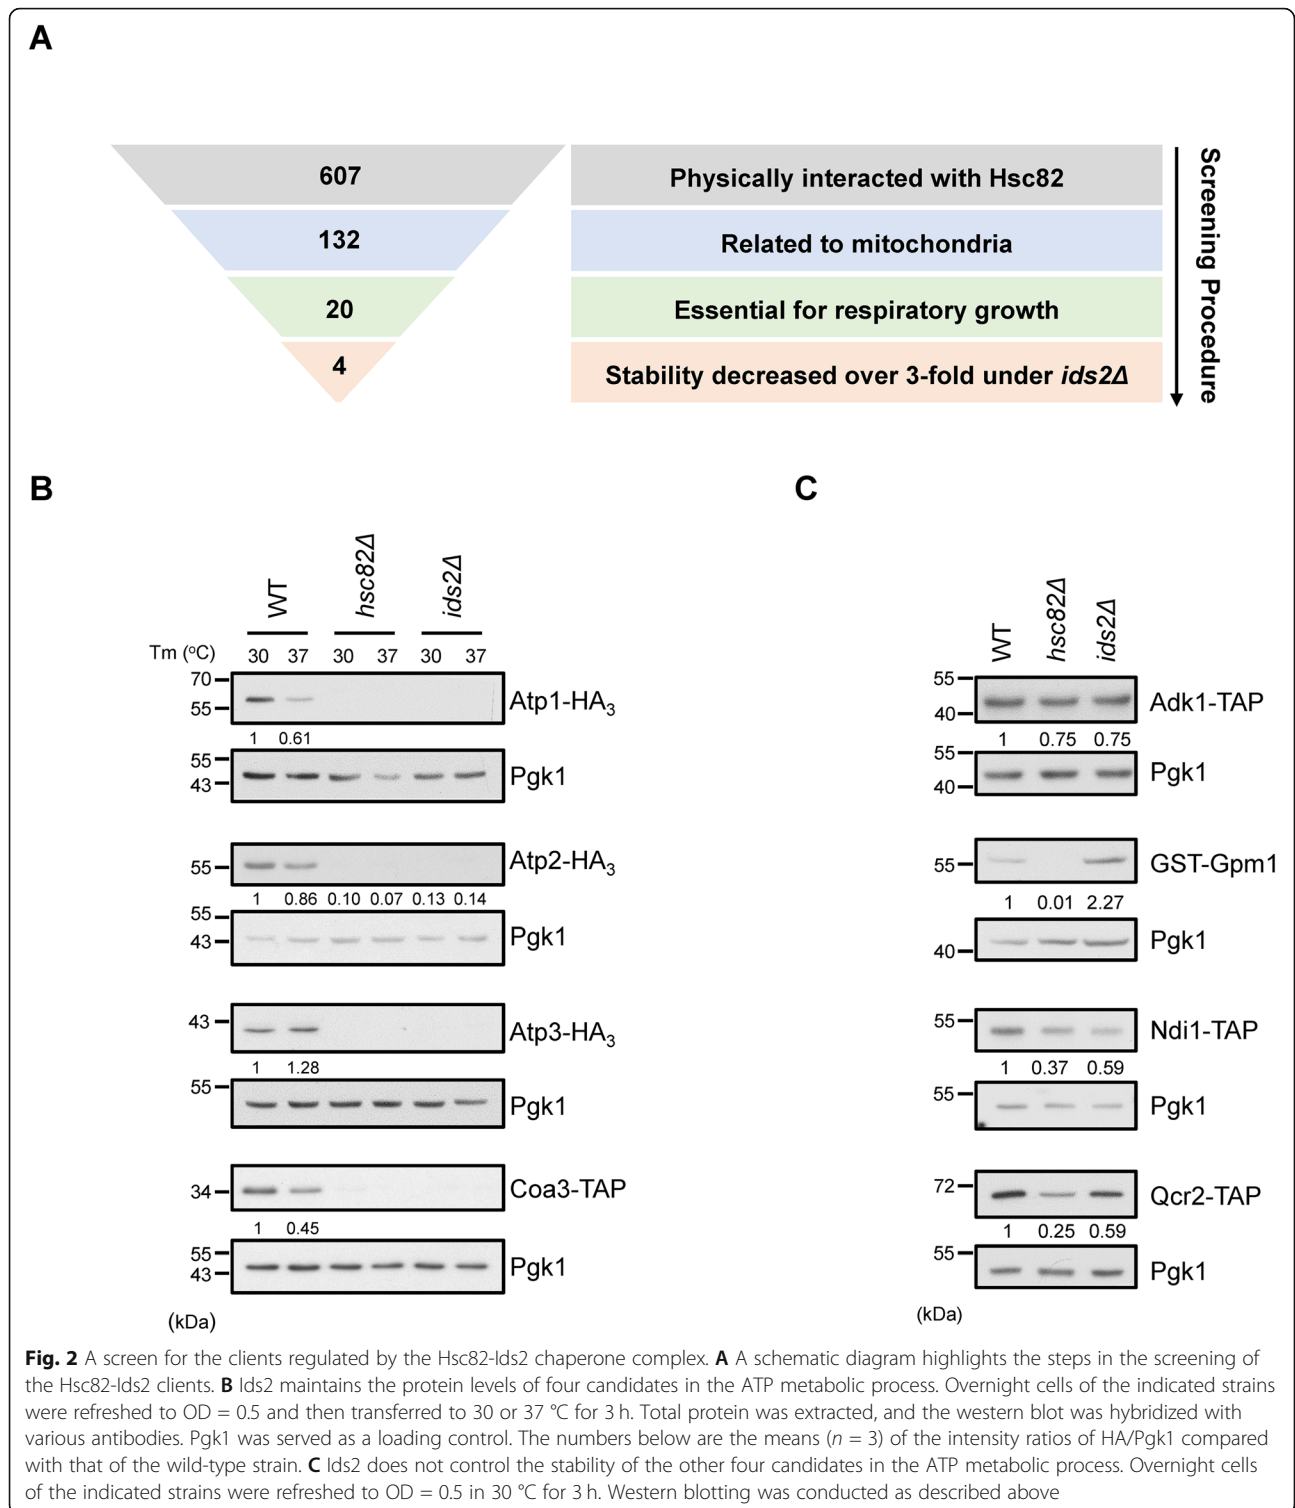 A
607
Physically interacted with Hsc82
132
Related to mitochondria
20
Essential for respiratory growth
4
Stability decreased over 3-fold under ids2Δ
Screening Procedure
B
WT hsc82Δ ids2Δ
Tm (°C) 30 37 30 37 30 37
70
55
Atp1-HA3
1 0.61
55
43
Pgk1
55
Atp2-HA3
1 0.86 0.10 0.07 0.13 0.14
55
43
Pgk1
43
Atp3-HA3
1 1.28
55
Pgk1
34
Coa3-TAP
1 0.45
55
43
Pgk1
(kDa)
C
WT hsc82Δ ids2Δ
55
40
Adk1-TAP
1 0.75 0.75
55
40
Pgk1
55
GST-Gpm1
1 0.01 2.27
40
Pgk1
55
Ndi1-TAP
1 0.37 0.59
55
Pgk1
72
Qcr2-TAP
1 0.25 0.59
55
Pgk1
(kDa)
Fig. 2 A screen for the clients regulated by the Hsc82-Ids2 chaperone complex. A A schematic diagram highlights the steps in the screening of
the Hsc82-Ids2 clients. B Ids2 maintains the protein levels of four candidates in the ATP metabolic process. Overnight cells of the indicated strains
were refreshed to OD = 0.5 and then transferred to 30 or 37 °C for 3 h. Total protein was extracted, and the western blot was hybridized with
various antibodies. Pgk1 was served as a loading control. The numbers below are the means (n = 3) of the intensity ratios of HA/Pgk1 compared
with that of the wild-type strain. C Ids2 does not control the stability of the other four candidates in the ATP metabolic process. Overnight cells
of the indicated strains were refreshed to OD = 0.5 in 30 °C for 3 h. Western blotting was conducted as described above